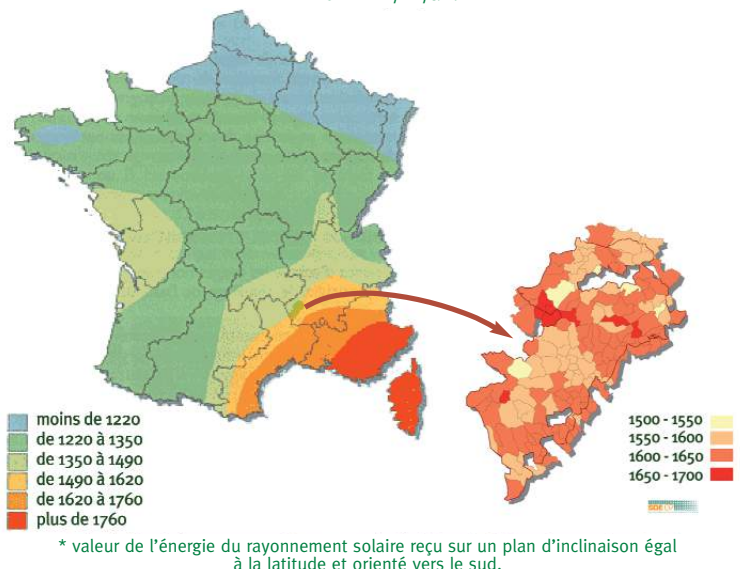 moins de 1220
de 1220 à 1350
de 1350 à 1490
de 1490 à 1620
de 1620 à 1760
plus de 1760
1500 - 1550
1550 - 1600
1600 - 1650
1650 - 1700
* valeur de l’énergie du rayonnement solaire reçu sur un plan d’inclinaison égal
à la latitude et orienté vers le sud.